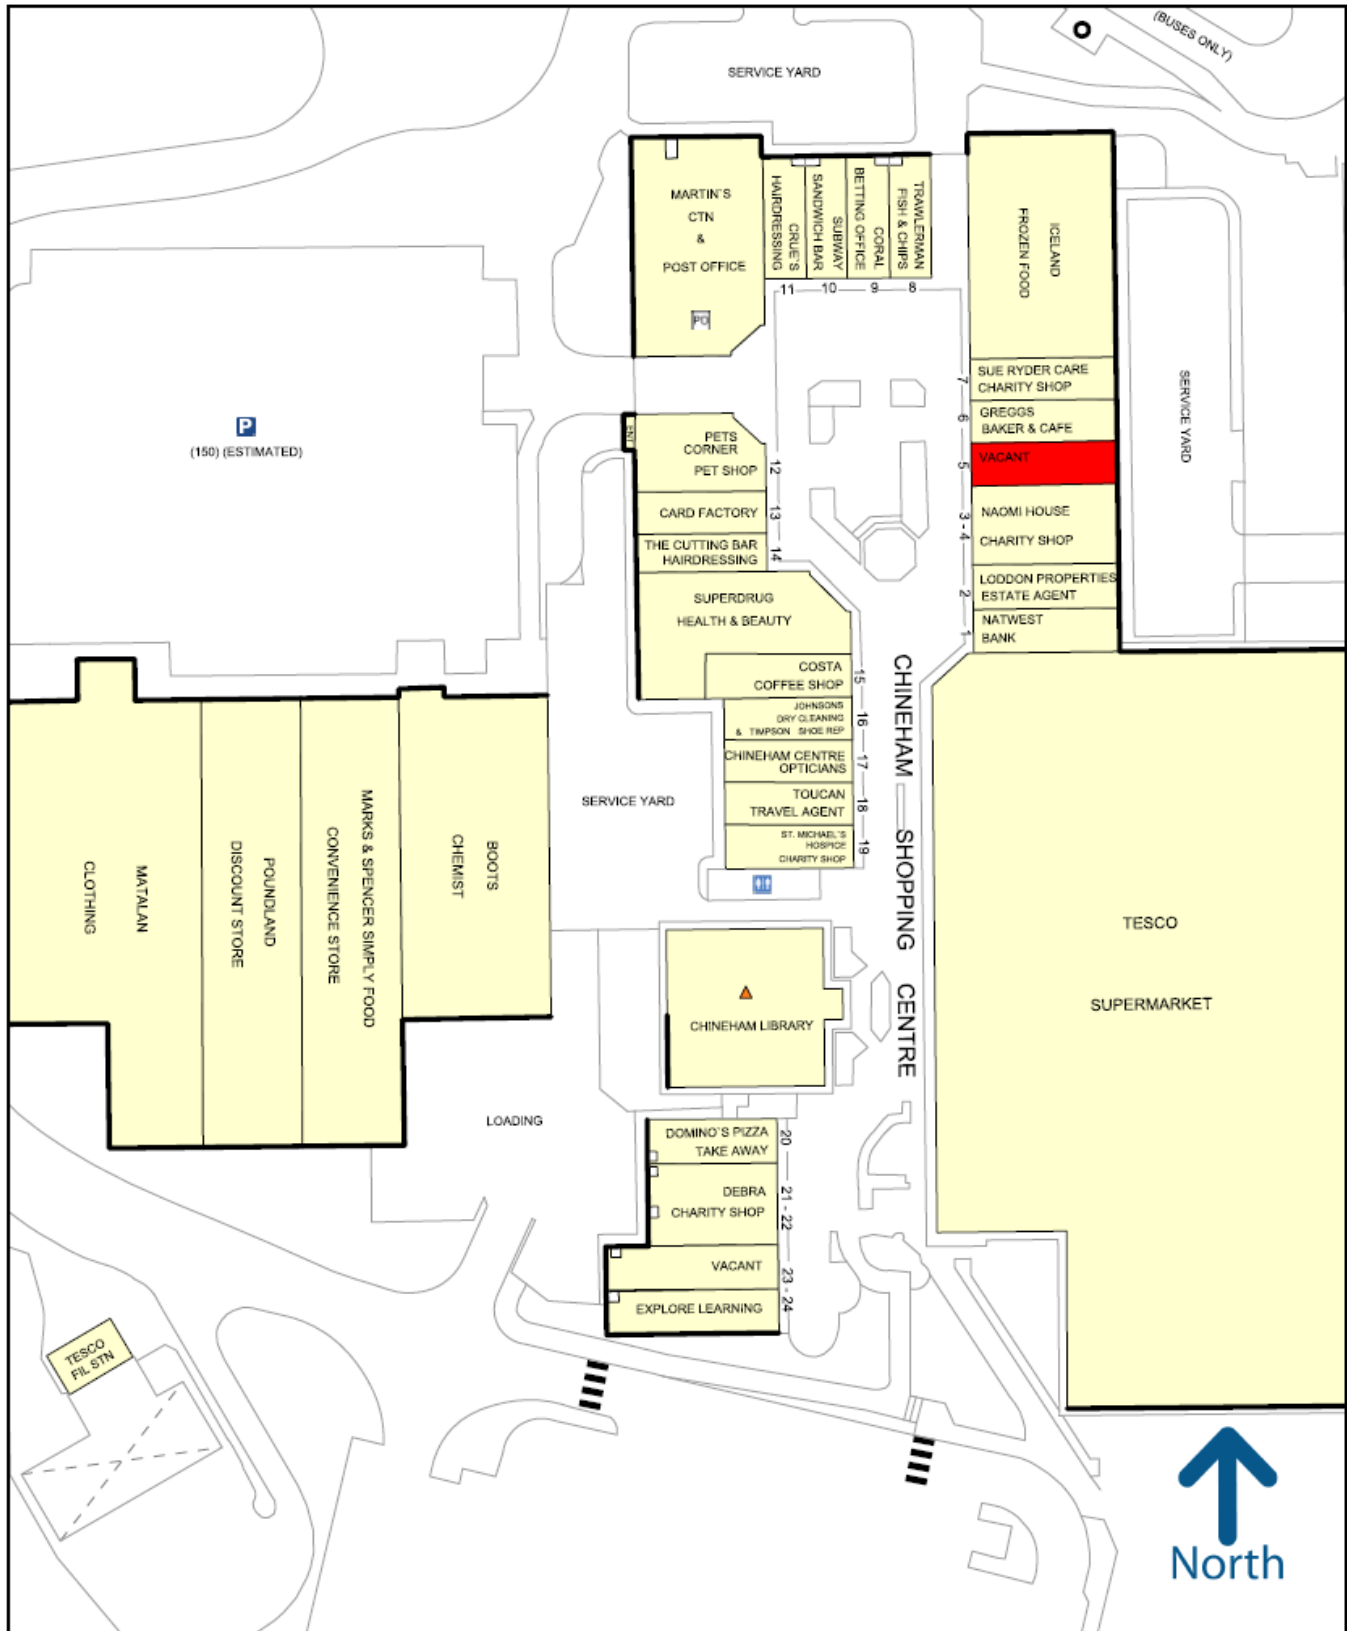 (BUSES ONLY)
SERVICE YARD
MARTIN'S
CTN
&
POST OFFICE
PO
CRUE'S
HAIRDRESSING
SUBWAY
SANDWICH BAR
CORAL
BETTING OFFICE
TRAWLERMAN
FISH & CHIPS
11
10
9
8
ICELAND
FROZEN FOOD
SUE RYDER CARE
CHARITY SHOP
7
GREGGS
BAKER & CAFE
6
VACANT
5
NAOMI HOUSE
CHARITY SHOP
3 - 4
LODDON PROPERTIES
ESTATE AGENT
2
NATWEST
BANK
1
SERVICE YARD
P
(150) (ESTIMATED)
ENT
PETS
CORNER
PET SHOP
12
CARD FACTORY
13
THE CUTTING BAR
HAIRDRESSING
14
SUPERDRUG
HEALTH & BEAUTY
COSTA
COFFEE SHOP
15
JOHNSONS
DRY CLEANING
& TIMPSON SHOE REP
16
CHINEHAM CENTRE
OPTICIANS
17
TOUCAN
TRAVEL AGENT
18
ST. MICHAEL'S
HOSPICE
CHARITY SHOP
19
SERVICE YARD
CHINEHAM SHOPPING CENTRE
MATALAN
CLOTHING
POUNDLAND
DISCOUNT STORE
MARKS & SPENCER SIMPLY FOOD
CONVENIENCE STORE
BOOTS
CHEMIST
TESCO
SUPERMARKET
CHINEHAM LIBRARY
LOADING
DOMINO'S PIZZA
TAKE AWAY
20
DEBRA
CHARITY SHOP
21 - 22
VACANT
EXPLORE LEARNING
23 - 24
TESCO
FIL STN
North